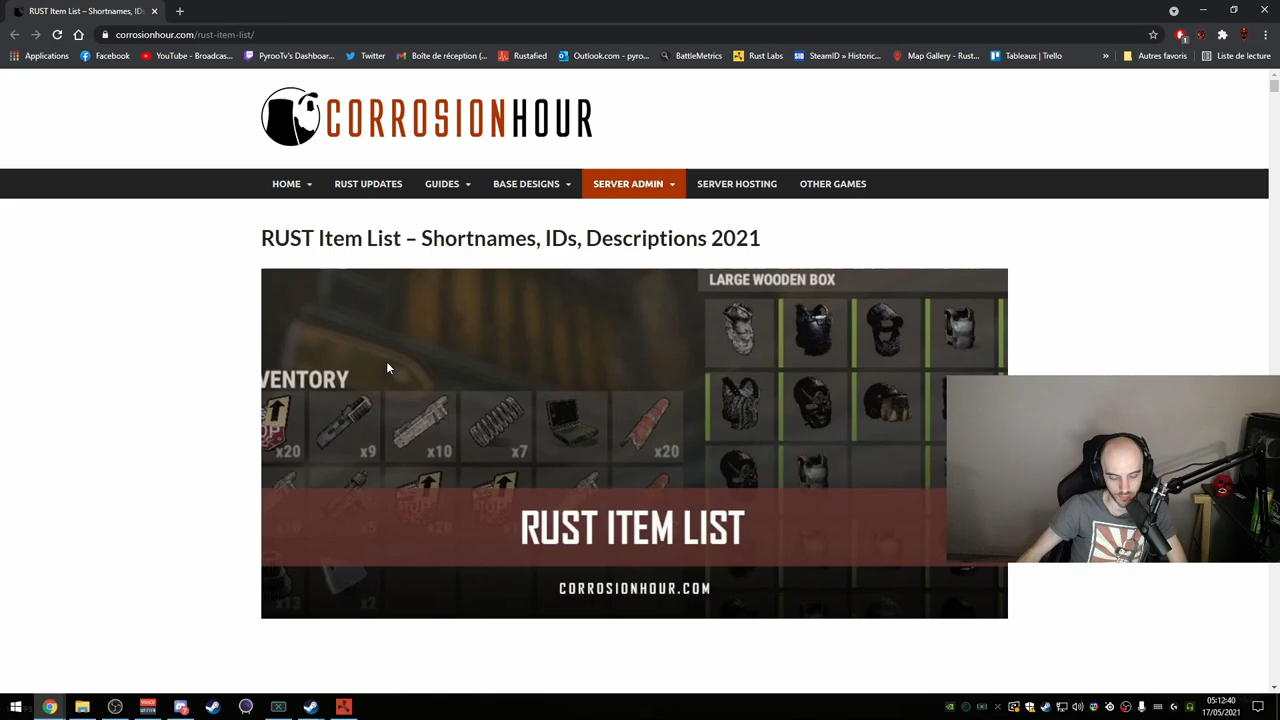 RUST Item List – Shortnames, IDs
corrosionhour.com/rust-item-list/
Applications
Facebook
YouTube - Broadcas...
PyrooTv's Dashboar...
Twitter
Boîte de réception (...
Rustafied
Outlook.com - pyro...
BattleMetrics
Rust Labs
SteamID » Historic...
Map Gallery - Rust...
Tableaux | Trello
»
Autres favoris
Liste de lecture
CORROSIONHOUR
HOME
RUST UPDATES
GUIDES
BASE DESIGNS
SERVER ADMIN
SERVER HOSTING
OTHER GAMES
RUST Item List – Shortnames, IDs, Descriptions 2021
LARGE WOODEN BOX
VENTORY
x20
x9
x10
x7
x20
RUST ITEM LIST
CORROSIONHOUR.COM
x13
x2
05:12:40
17/05/2021